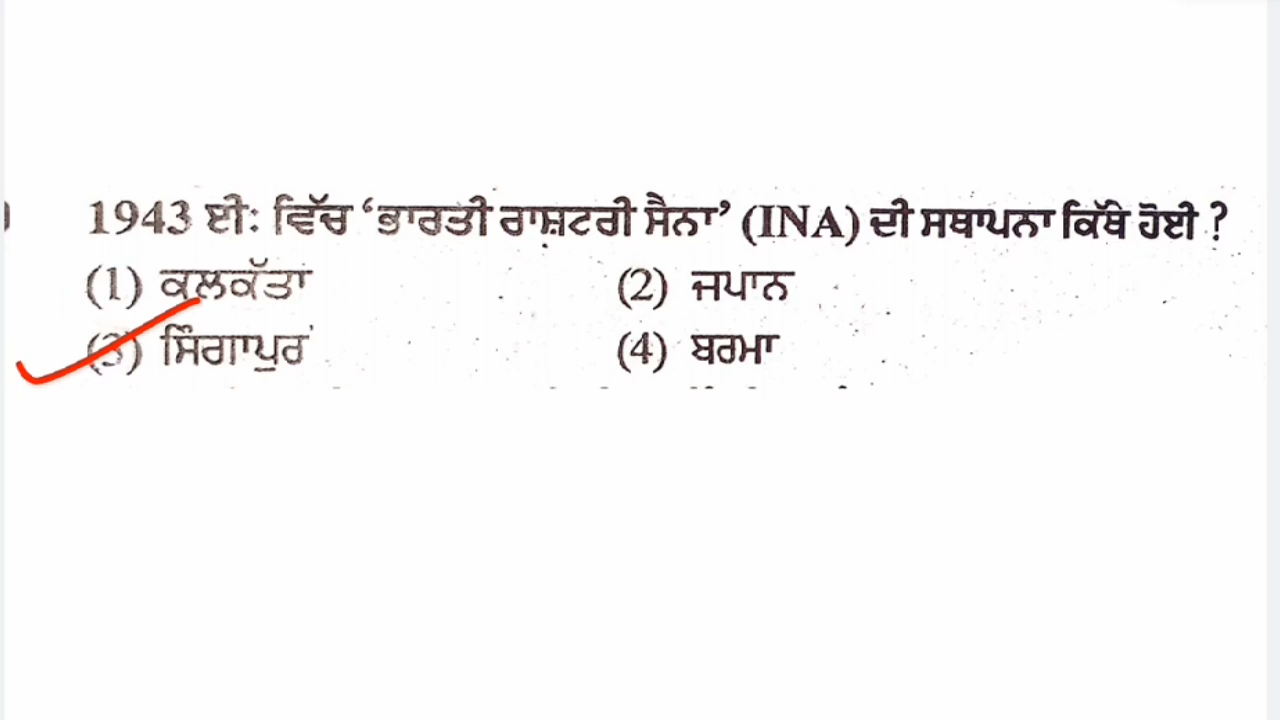 1943 ਈ: ਵਿੱਚ ‘ਭਾਰਤੀ ਰਾਸ਼ਟਰੀ ਸੈਨਾ’ (INA) ਦੀ ਸਥਾਪਨਾ ਕਿੱਥੇ ਹੋਈ ?
(1) ਕਲਕੱਤਾ (2) ਜਪਾਨ
(3) ਸਿੰਗਾਪੁਰ (4) ਬਰਮਾ